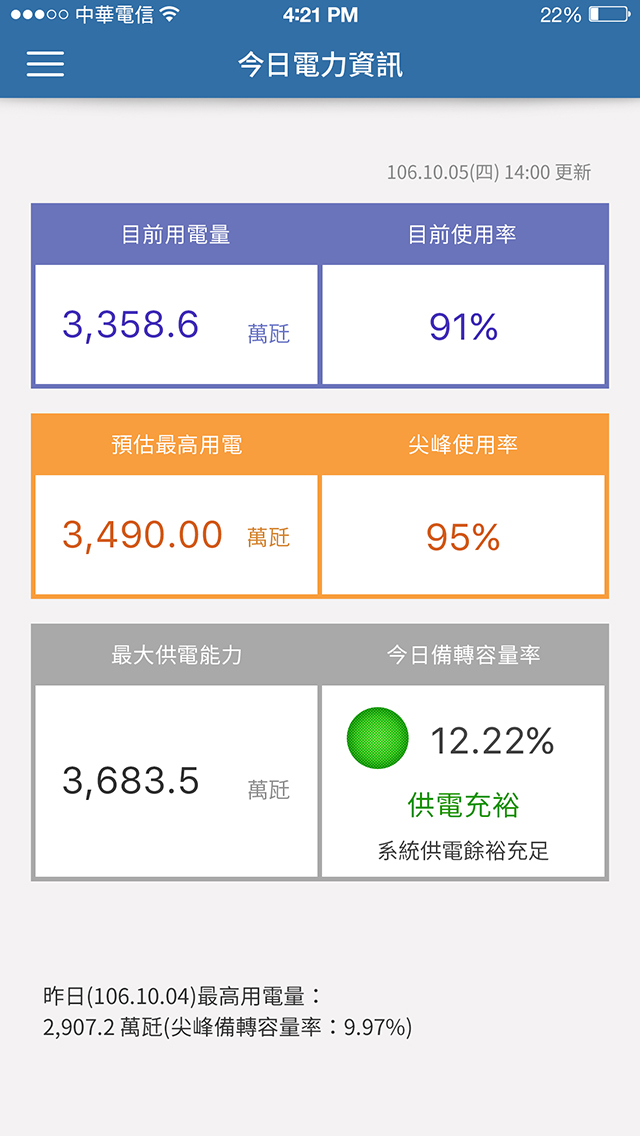 中華電信 4:21 PM 22%
今日電力資訊
106.10.05(四) 14:00 更新
目前用電量 目前使用率
3,358.6 萬瓩 91%
預估最高用電 尖峰使用率
3,490.00 萬瓩 95%
最大供電能力 今日備轉容量率
12.22%
3,683.5 萬瓩
供電充裕
系統供電餘裕充足
昨日(106.10.04)最高用電量：
2,907.2 萬瓩(尖峰備轉容量率：9.97%)